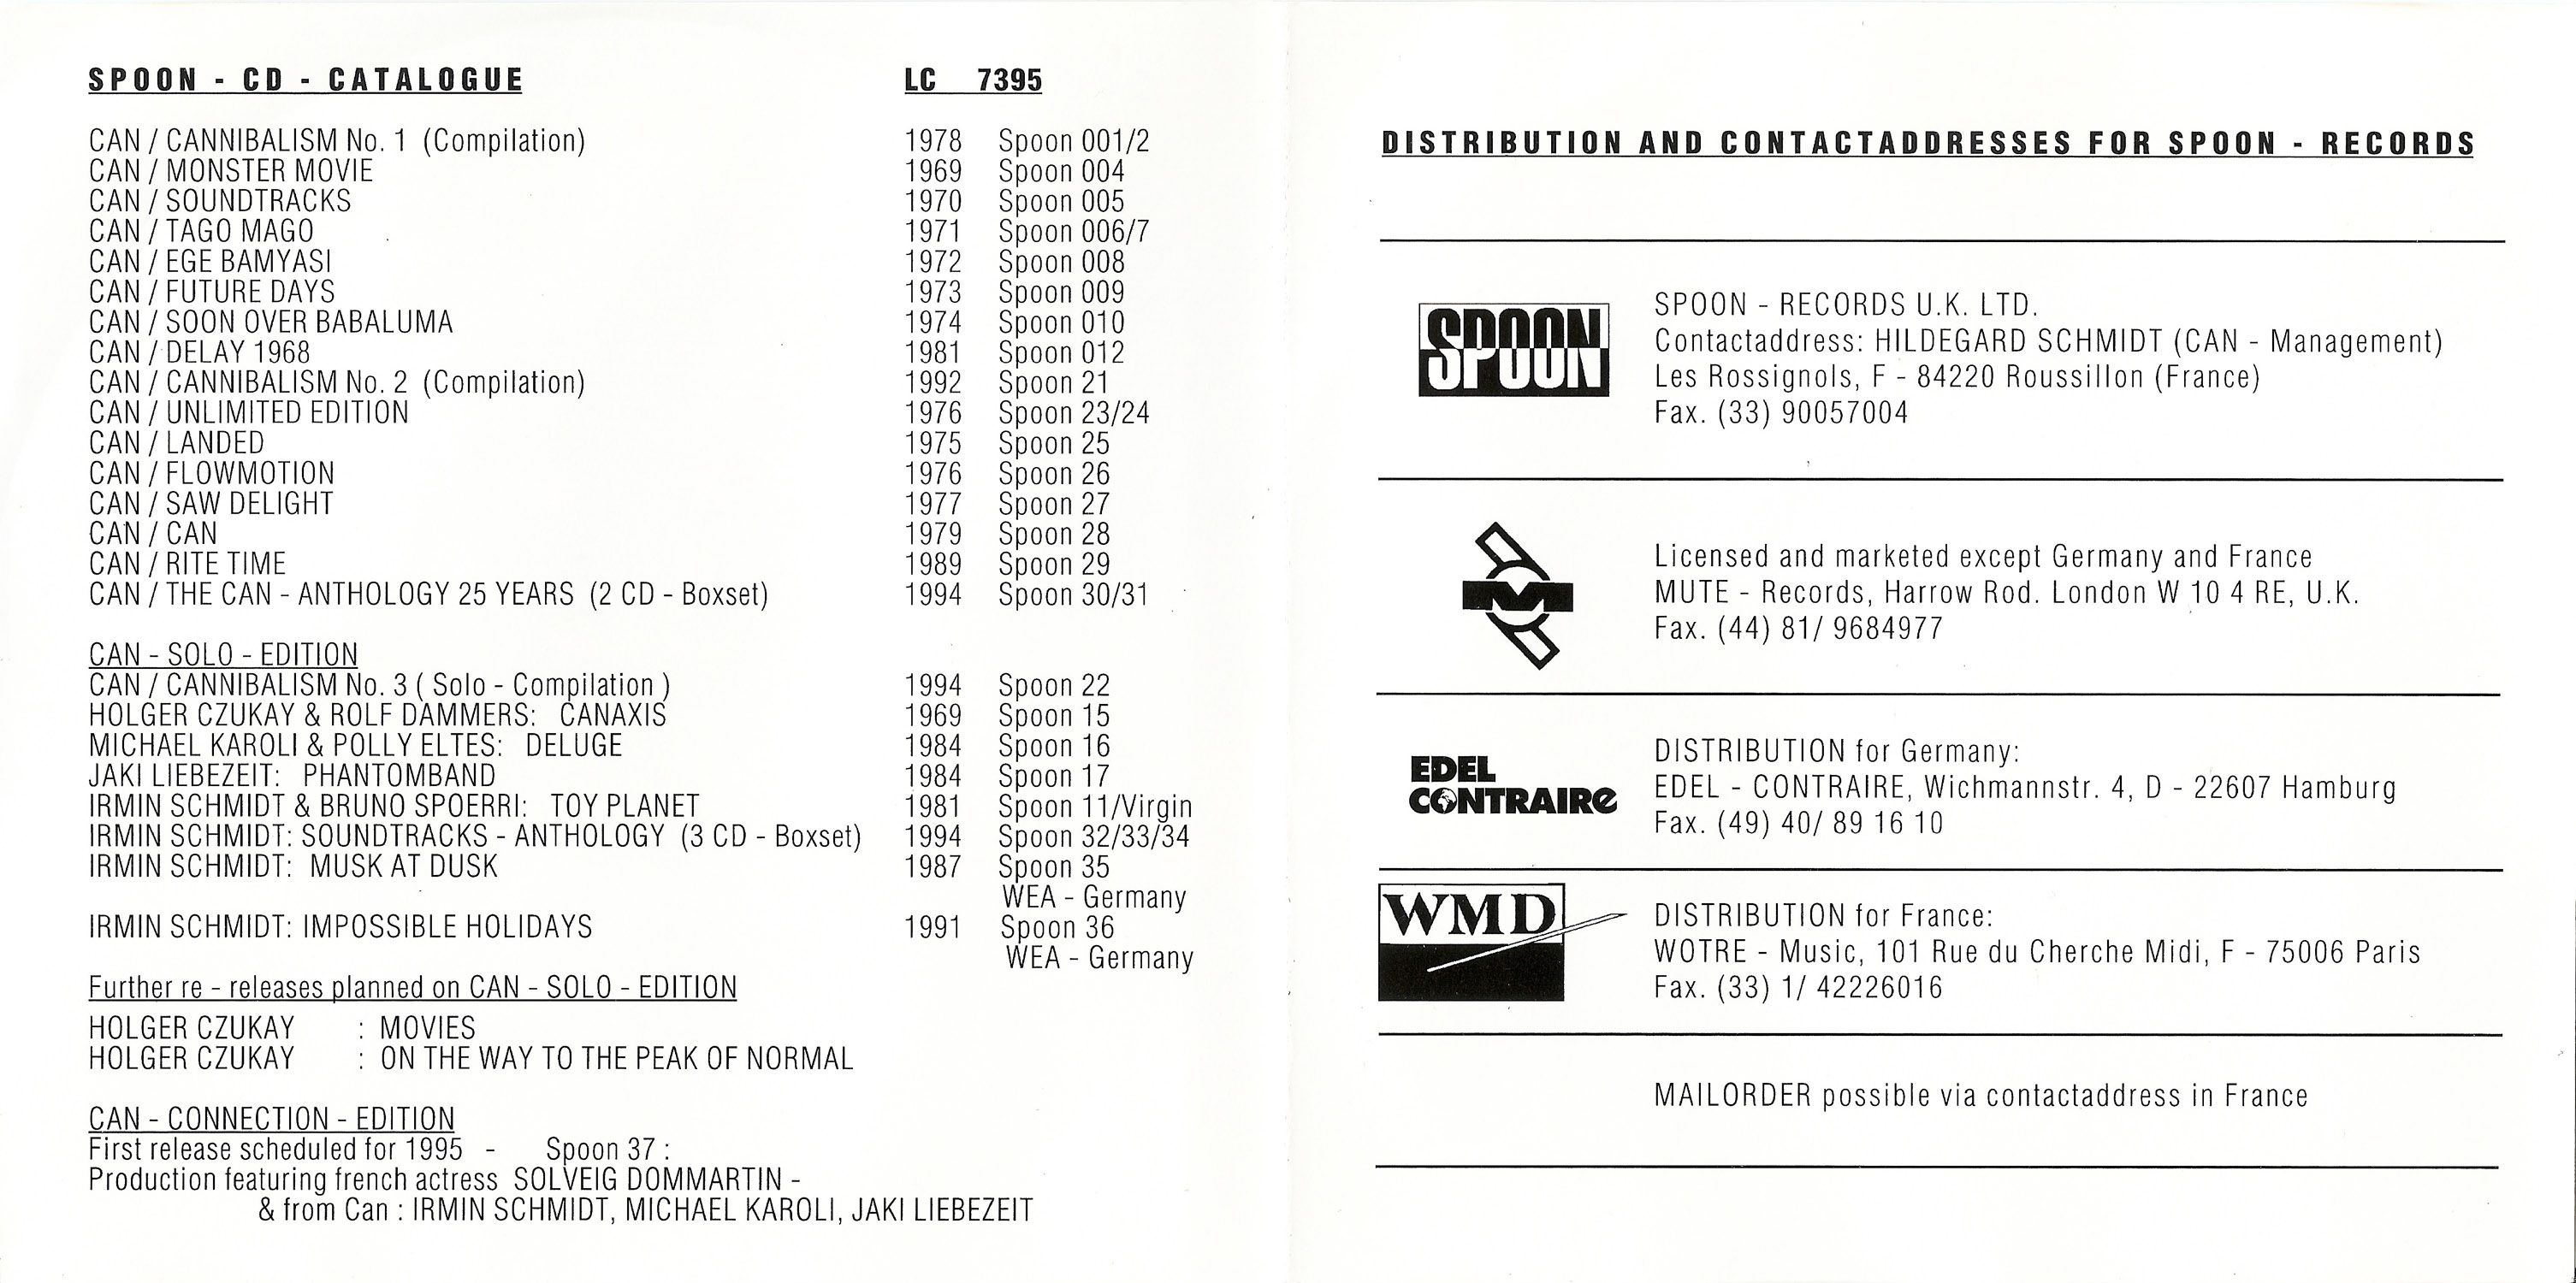 SPOON - CD - CATALOGUE LC 7395
CAN / CANNIBALISM No. 1 (Compilation) 1978 Spoon 001/2
CAN / MONSTER MOVIE 1969 Spoon 004
CAN / SOUNDTRACKS 1970 Spoon 005
CAN / TAGO MAGO 1971 Spoon 006/7
CAN / EGE BAMYASI 1972 Spoon 008
CAN / FUTURE DAYS 1973 Spoon 009
CAN / SOON OVER BABALUMA 1974 Spoon 010
CAN / DELAY 1968 1981 Spoon 012
CAN / CANNIBALISM No. 2 (Compilation) 1992 Spoon 21
CAN / UNLIMITED EDITION 1976 Spoon 23/24
CAN / LANDED 1975 Spoon 25
CAN / FLOWMOTION 1976 Spoon 26
CAN / SAW DELIGHT 1977 Spoon 27
CAN / CAN 1979 Spoon 28
CAN / RITE TIME 1989 Spoon 29
CAN / THE CAN - ANTHOLOGY 25 YEARS (2 CD - Boxset) 1994 Spoon 30/31
CAN - SOLO - EDITION
CAN / CANNIBALISM No. 3 ( Solo - Compilation ) 1994 Spoon 22
HOLGER CZUKAY & ROLF DAMMERS: CANAXIS 1969 Spoon 15
MICHAEL KAROLI & POLLY ELTES: DELUGE 1984 Spoon 16
JAKI LIEBEZEIT: PHANTOMBAND 1984 Spoon 17
IRMIN SCHMIDT & BRUNO SPOERRI: TOY PLANET 1981 Spoon 11/Virgin
IRMIN SCHMIDT: SOUNDTRACKS - ANTHOLOGY (3 CD - Boxset) 1994 Spoon 32/33/34
IRMIN SCHMIDT: MUSK AT DUSK 1987 Spoon 35
WEA - Germany
IRMIN SCHMIDT: IMPOSSIBLE HOLIDAYS 1991 Spoon 36
WEA - Germany
Further re - releases planned on CAN - SOLO - EDITION
HOLGER CZUKAY : MOVIES
HOLGER CZUKAY : ON THE WAY TO THE PEAK OF NORMAL
CAN - CONNECTION - EDITION
First release scheduled for 1995 - Spoon 37 :
Production featuring french actress SOLVEIG DOMMARTIN -
& from Can : IRMIN SCHMIDT, MICHAEL KAROLI, JAKI LIEBEZEIT
DISTRIBUTION AND CONTACTADDRESSES FOR SPOON - RECORDS
SPOON
SPOON - RECORDS U.K. LTD.
Contactaddress: HILDEGARD SCHMIDT (CAN - Management)
Les Rossignols, F - 84220 Roussillon (France)
Fax. (33) 90057004
M
Licensed and marketed except Germany and France
MUTE - Records, Harrow Rod. London W 10 4 RE, U.K.
Fax. (44) 81/ 9684977
EDEL
CONTRAIRE
DISTRIBUTION for Germany:
EDEL - CONTRAIRE, Wichmannstr. 4, D - 22607 Hamburg
Fax. (49) 40/ 89 16 10
WMD
DISTRIBUTION for France:
WOTRE - Music, 101 Rue du Cherche Midi, F - 75006 Paris
Fax. (33) 1/ 42226016
MAILORDER possible via contactaddress in France